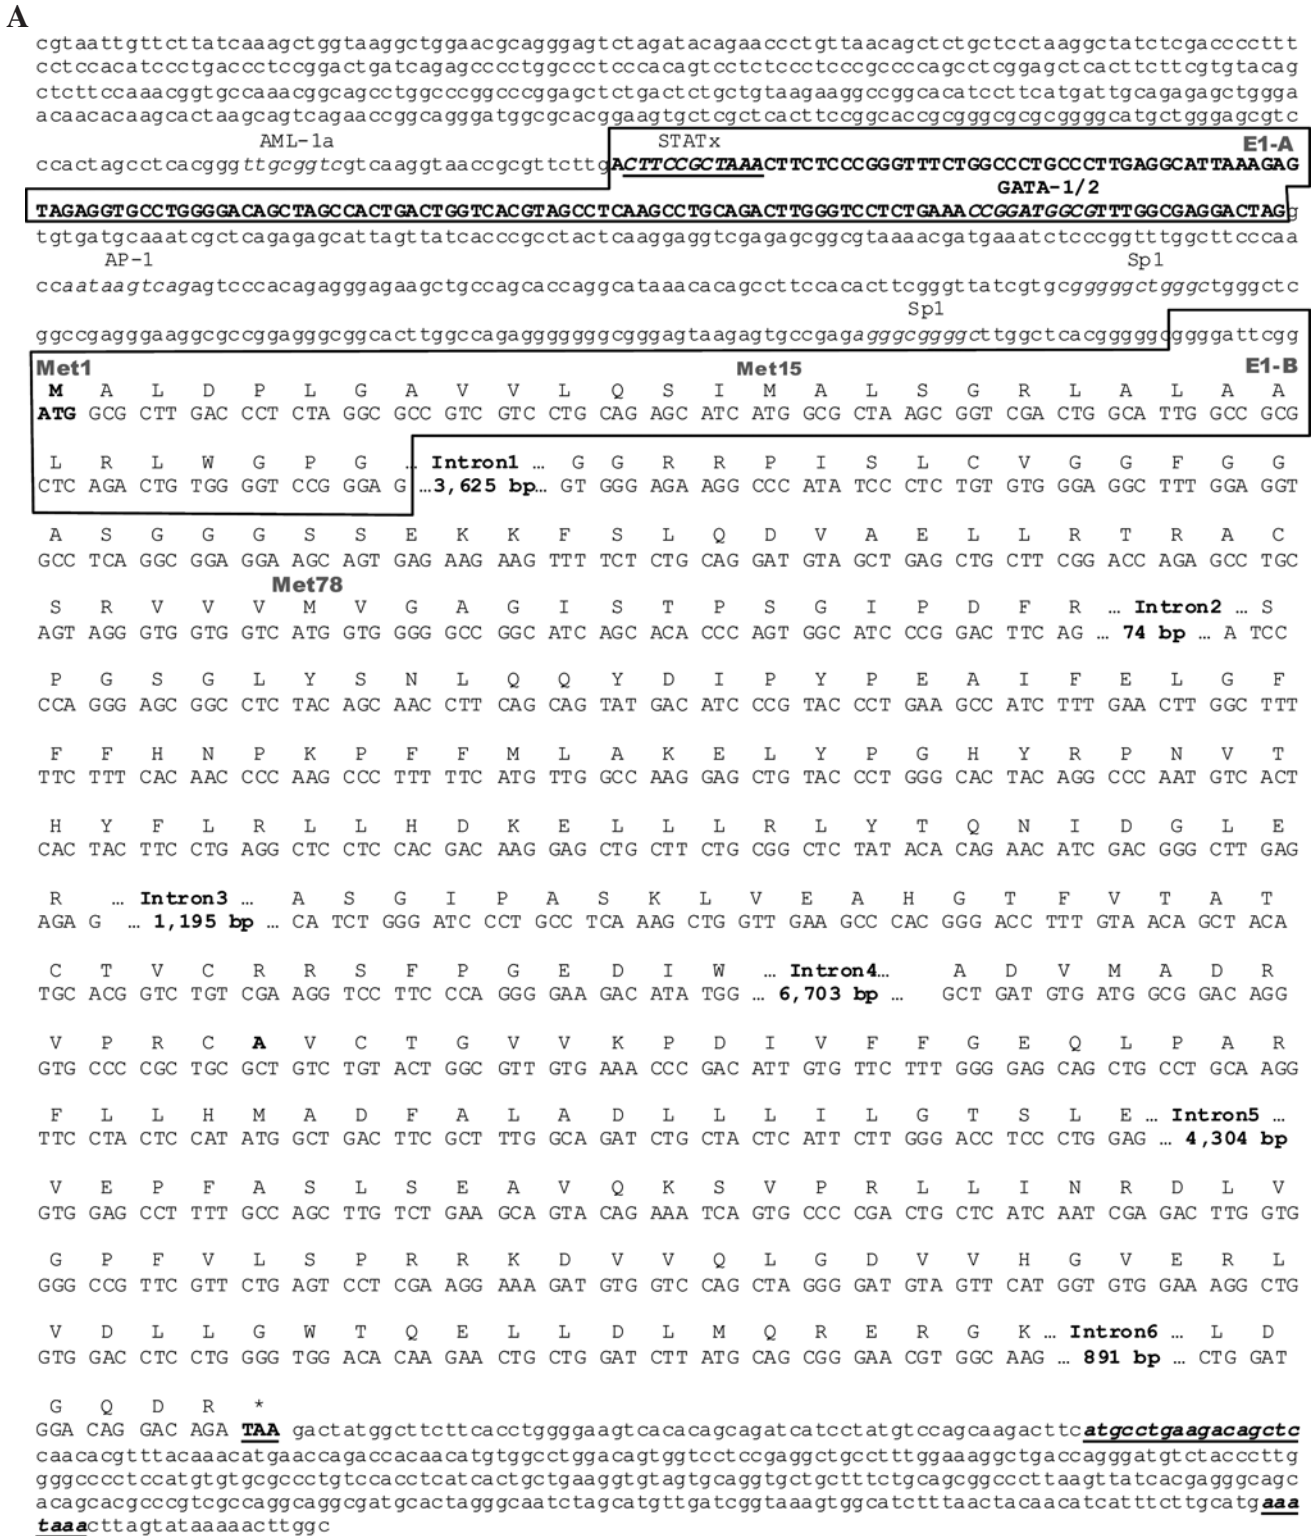 A
cgtaattgttcttatcaaagctggtaaggctggaacgcagggagtctagatacagaaccctgttaacagctctgctcctaaggctatctcgacccccttt
cctccacatccctgaccctccggactgatcagagcccctggccctcccacagtcctctccctcccgccccagcctcggagctcacttcttcgtgtacag
ctcttccaaacggtgccaaacggcagcctggcccggcccggagctctgactctgctgtaagaaggccggcacatccttcatgattgcagagagctggga
acaacacaagcactaagcagtcagaaccggcagggatggcgcacggaagtgctcgctcacttccggcaccgcgggcgcgcggggcatgctgggagcgtc
AML-1a STATx E1-A
ccactagcctcacgggttgcggtcgtcaaggtaaccgcgttcttgACTTCCGCTAAACTTCTCCCGGGTTTCTGGCCCTGCCCTTGAGGCATTAAAGAG
GATA-1/2
TAGAGGTGCCTGGGGACAGCTAGCCACTGACTGGTCACGTAGCCTCAAGCCTGCAGACTTGGGTCCTCTGAAACCGGATGGCGTTTGGCGAGGACTAGg
tgtgatgcaaatcgctcagagagcattagttatcacccgcctactcaaggaggtcgagagcggcgtaaaacgatgaaatctcccggtttggcttcccaa
AP-1 Sp1
ccaataagtcagagtcccacagagggagaagctgccagcaccaggcataaacacagccttccacacttcgggttatcgtgcgggggctgggctgggctc
Sp1
ggccgagggaaggcgccggagggcggcacttggccagaggggggggcgggagtaagagtgccgagagggcggggcttggctcacgggggcggggattcgg
Met1 Met15 E1-B
M A L D P L G A V V L Q S I M A L S G R L A L A A
ATG GCG CTT GAC CCT CTA GGC GCC GTC GTC CTG CAG AGC ATC ATG GCG CTA AGC GGT CGA CTG GCA TTG GCC GCG
L R L W G P G … Intron1 … G G R R P I S L C V G G F G G
CTC AGA CTG TGG GGT CCG GGA G …3,625 bp… GT GGG AGA AGG CCC ATA TCC CTC TGT GTG GGA GGC TTT GGA GGT
A S G G G S S E K K F S L Q D V A E L L R T R A C
GCC TCA GGC GGA GGA AGC AGT GAG AAG AAG TTT TCT CTG CAG GAT GTA GCT GAG CTG CTT CGG ACC AGA GCC TGC
Met78
S R V V V M V G A G I S T P S G I P D F R … Intron2 … S
AGT AGG GTG GTG GTC ATG GTG GGG GCC GGC ATC AGC ACA CCC AGT GGC ATC CCG GAC TTC AG … 74 bp … A TCC
P G S G L Y S N L Q Q Y D I P Y P E A I F E L G F
CCA GGG AGC GGC CTC TAC AGC AAC CTT CAG CAG TAT GAC ATC CCG TAC CCT GAA GCC ATC TTT GAA CTT GGC TTT
F F H N P K P F F M L A K E L Y P G H Y R P N V T
TTC TTT CAC AAC CCC AAG CCC TTT TTC ATG TTG GCC AAG GAG CTG TAC CCT GGG CAC TAC AGG CCC AAT GTC ACT
H Y F L R L L H D K E L L L R L Y T Q N I D G L E
CAC TAC TTC CTG AGG CTC CTC CAC GAC AAG GAG CTG CTT CTG CGG CTC TAT ACA CAG AAC ATC GAC GGG CTT GAG
R … Intron3 … A S G I P A S K L V E A H G T F V T A T
AGA G … 1,195 bp … CA TCT GGG ATC CCT GCC TCA AAG CTG GTT GAA GCC CAC GGG ACC TTT GTA ACA GCT ACA
C T V C R R S F P G E D I W … Intron4… A D V M A D R
TGC ACG GTC TGT CGA AGG TCC TTC CCA GGG GAA GAC ATA TGG … 6,703 bp … GCT GAT GTG ATG GCG GAC AGG
V P R C A V C T G V V K P D I V F F G E Q L P A R
GTG CCC CGC TGC GCT GTC TGT ACT GGC GTT GTG AAA CCC GAC ATT GTG TTC TTT GGG GAG CAG CTG CCT GCA AGG
F L L H M A D F A L A D L L L I L G T S L E… Intron5 …
TTC CTA CTC CAT ATG GCT GAC TTC GCT TTG GCA GAT CTG CTA CTC ATT CTT GGG ACC TCC CTG GAG … 4,304 bp
V E P F A S L S E A V Q K S V P R L L I N R D L V
GTG GAG CCT TTT GCC AGC TTG TCT GAA GCA GTA CAG AAA TCA GTG CCC CGA CTG CTC ATC AAT CGA GAC TTG GTG
G P F V L S P R R K D V V Q L G D V V H G V E R L
GGG CCG TTC GTT CTG AGT CCT CGA AGG AAA GAT GTG GTC CAG CTA GGG GAT GTA GTT CAT GGT GTG GAA AGG CTG
V D L L G W T Q E L L D L M Q R E R G K… Intron6 … L D
GTG GAC CTC CTG GGG TGG ACA CAA GAA CTG CTG GAT CTT ATG CAG CGG GAA CGT GGC AAG … 891 bp … CTG GAT
G Q D R *
GGA CAG GAC AGA TAA gactatggcttcttcacctggggaagtcacacagcagatcatcctatgtccagcaagacttcatgcctgaagacagctc
caacacgtttacaaacatgaaccagaccacaacatgtggcctggacagtggtcctccgaggctgcctttggaaaggctgaccagggatgtctacccttg
gggcccctccatgtgtgcgccctgtccacctcatcactgctgaaggtgtagtgcaggtgctgctttctgcagcggcccttaagttatcacgagggcagc
acagcacgcccgtcgccaggcaggcgatgcactagggcaatctagcatgttgatcggtaaagtggcatctttaactacaacatcatttcttgcatgaaa
taaacttagtataaaaacttggc